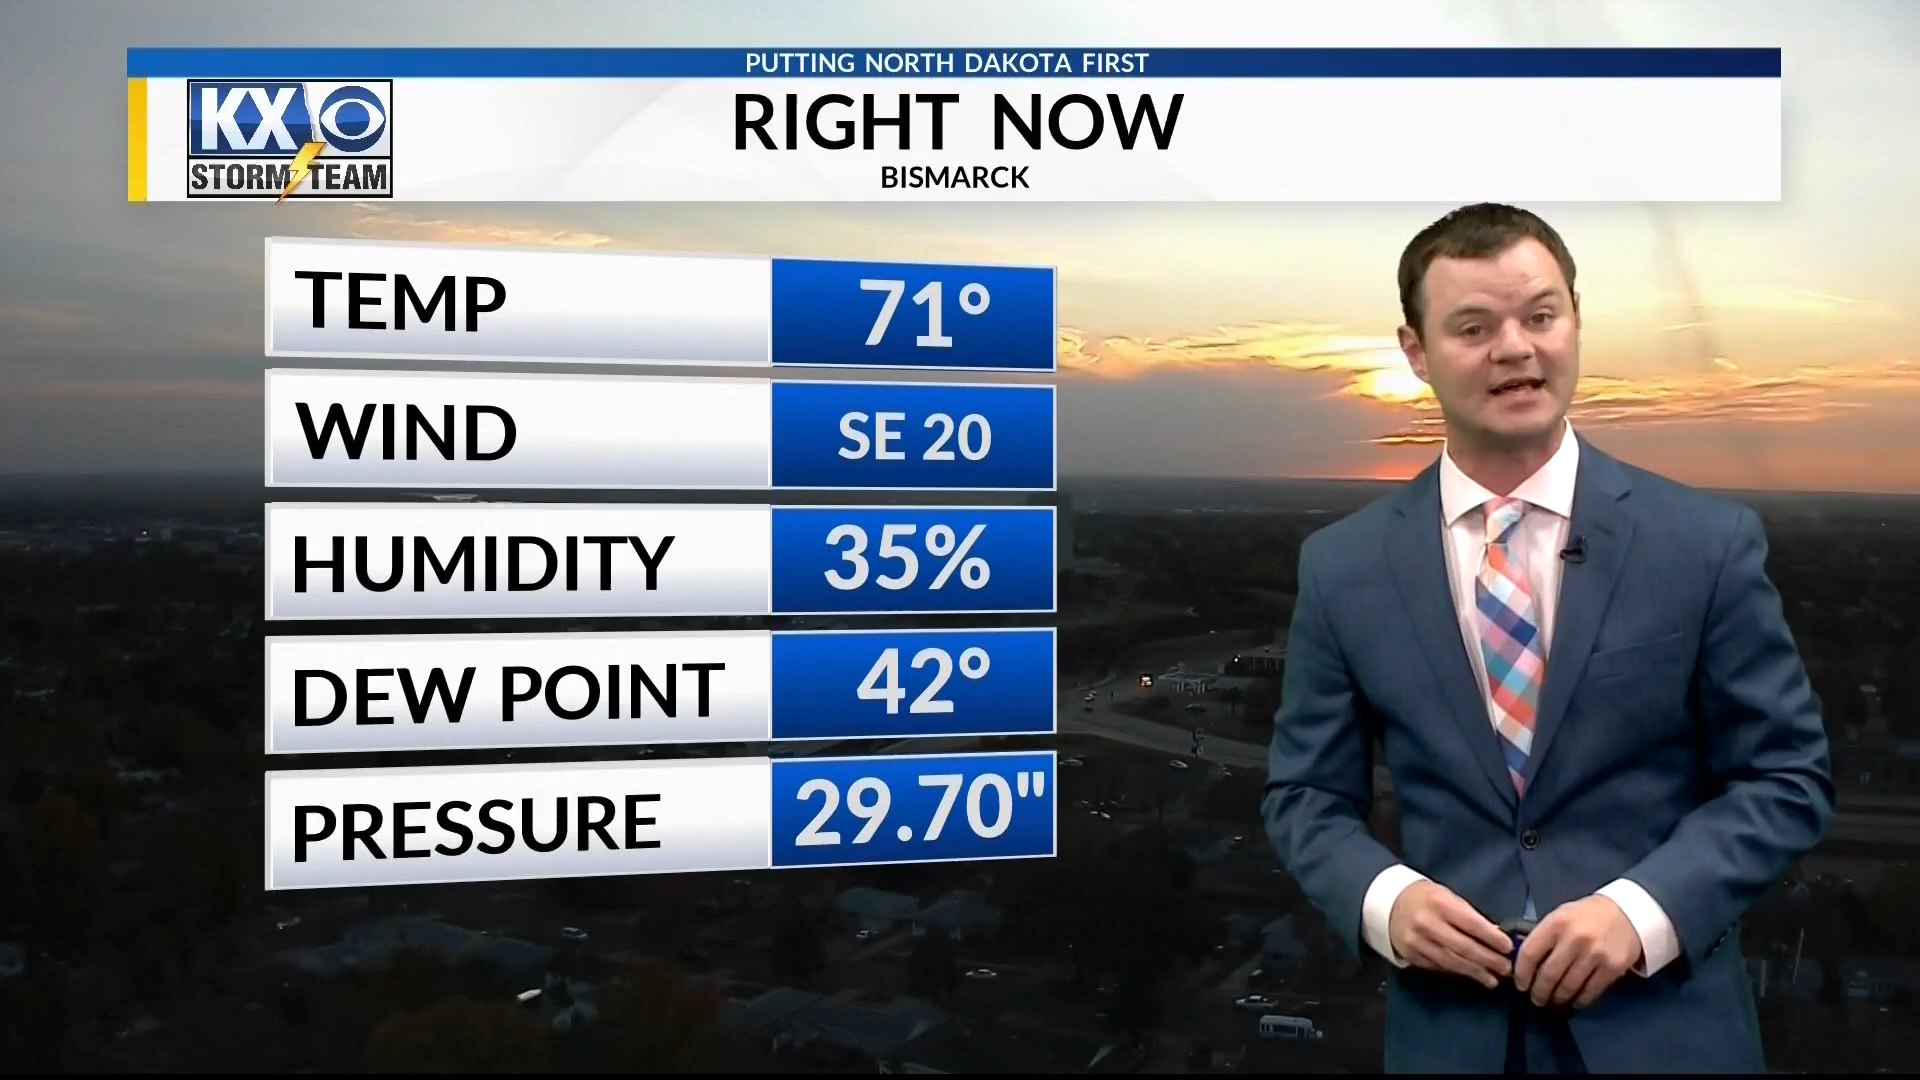 PUTTING NORTH DAKOTA FIRST
KX
STORM TEAM
RIGHT NOW
BISMARCK
TEMP 71°
WIND SE 20
HUMIDITY 35%
DEW POINT 42°
PRESSURE 29.70"